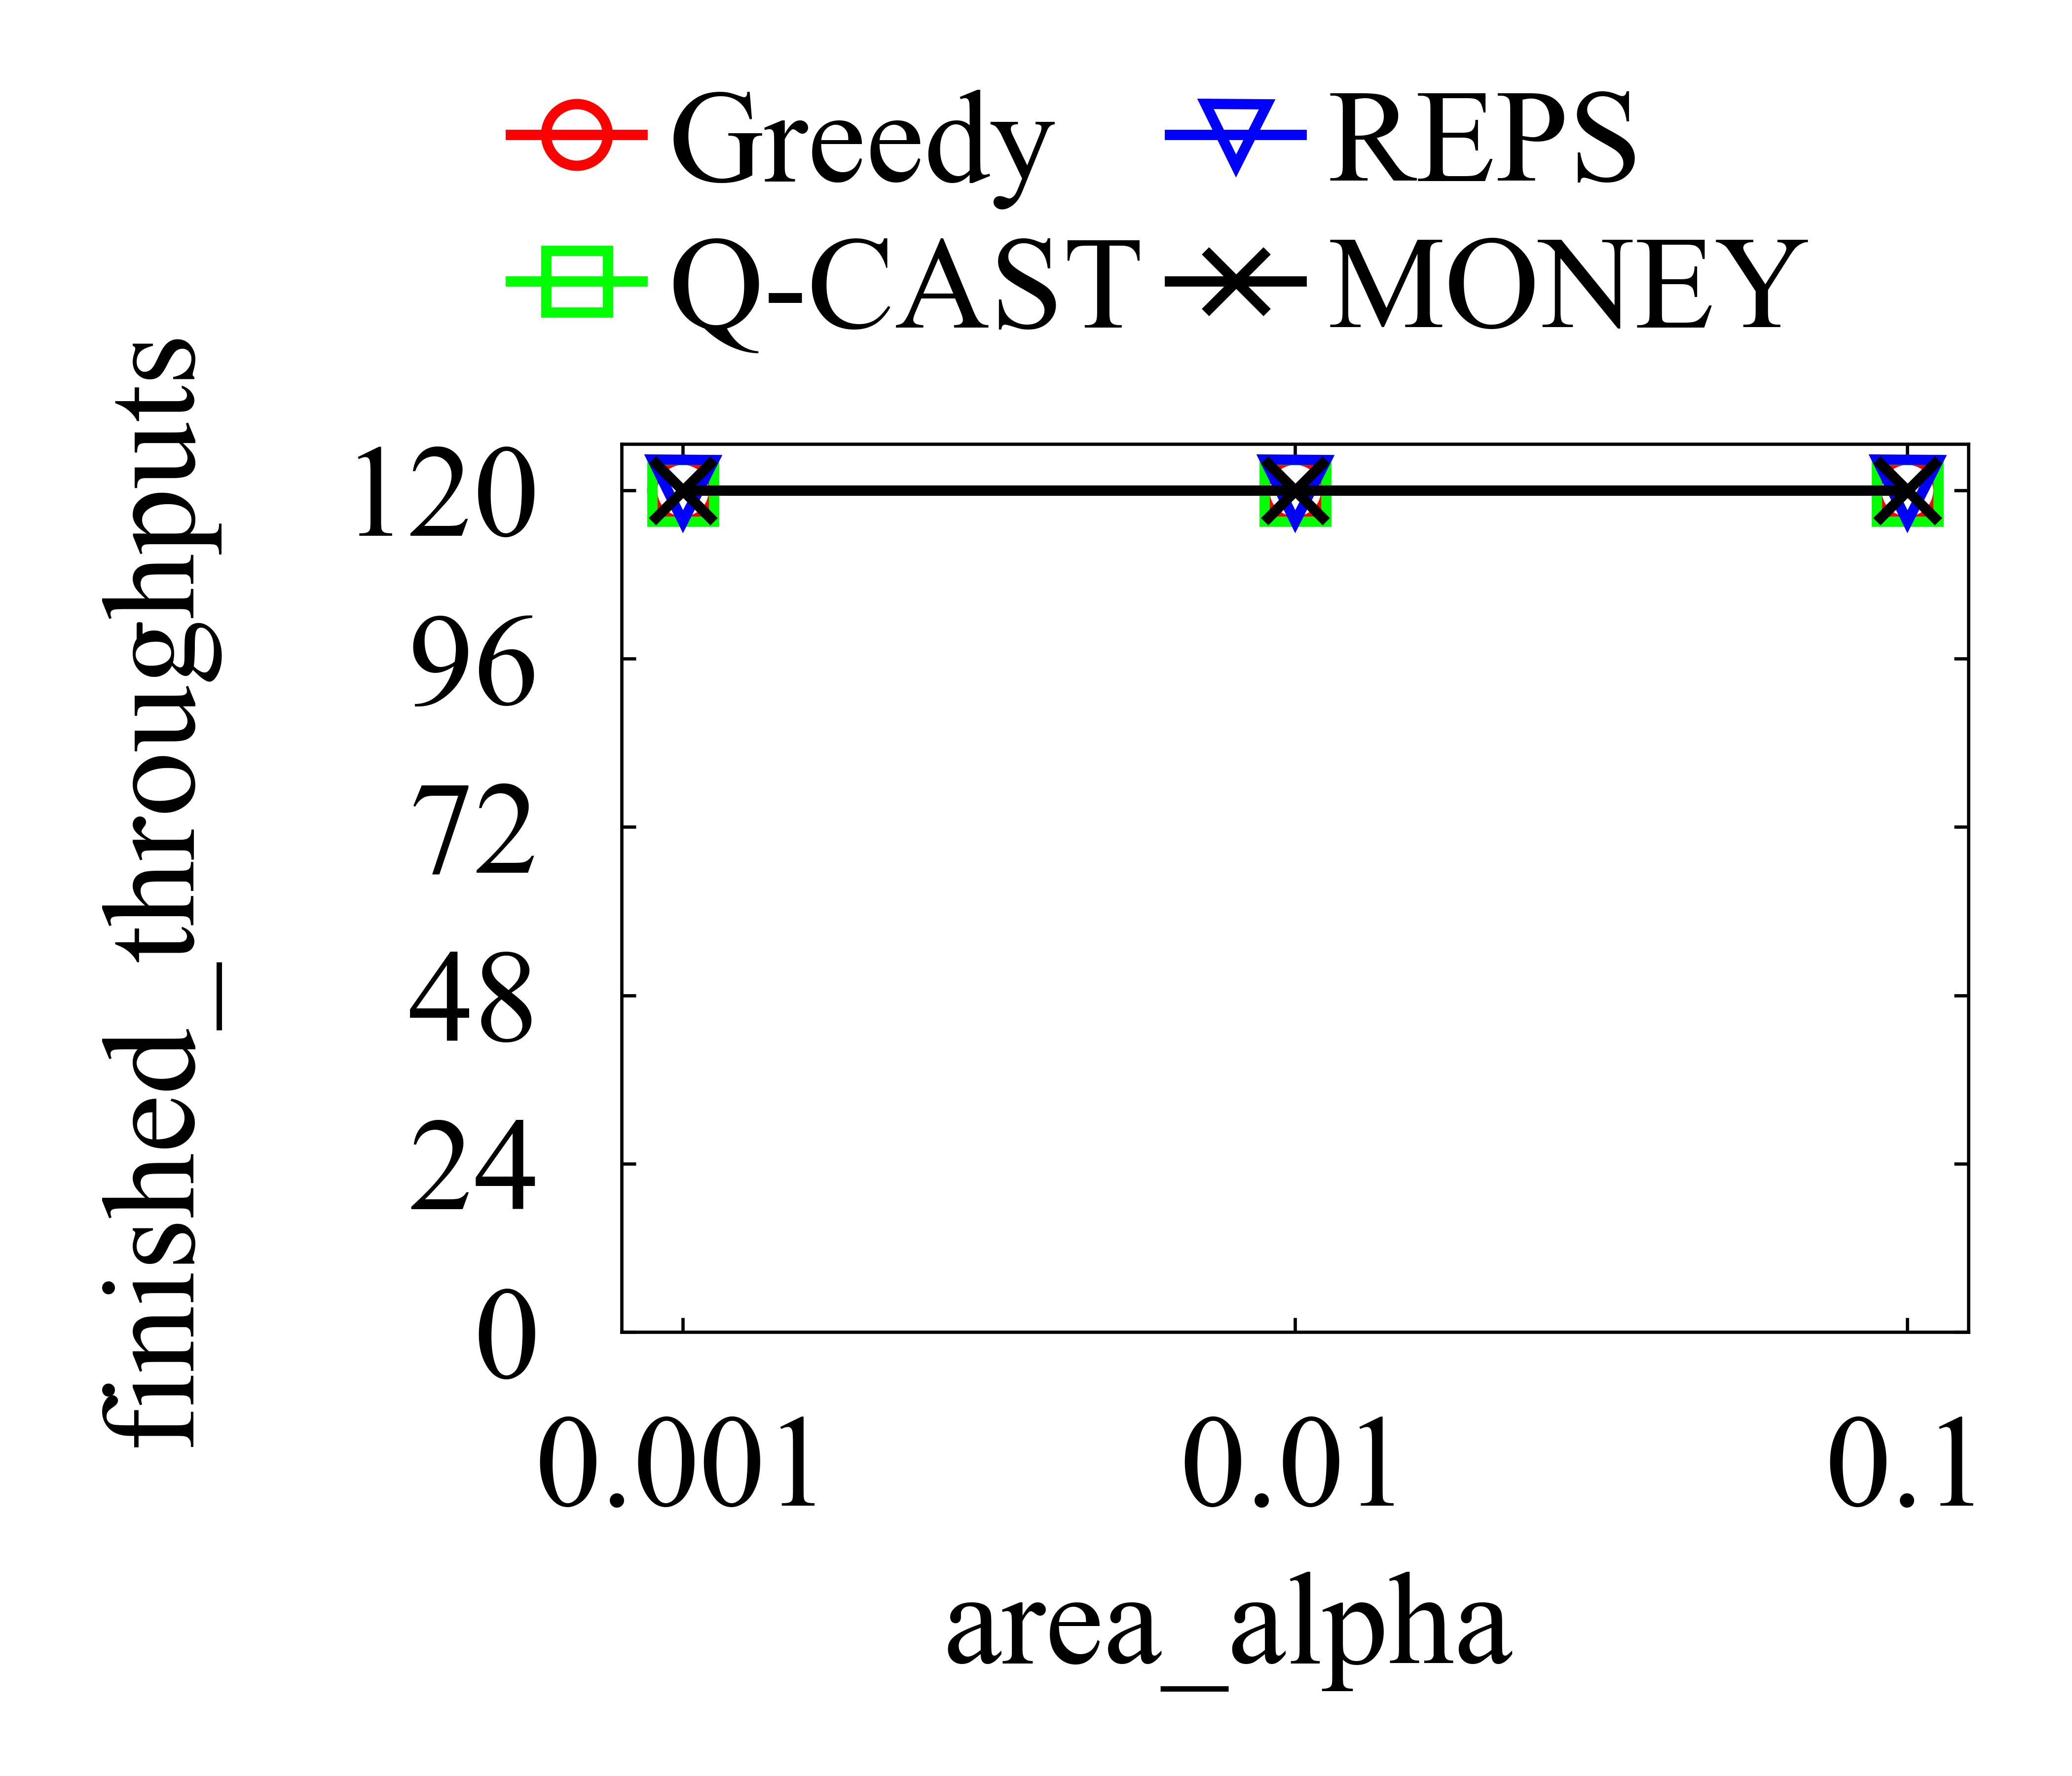 Greedy REPS
Q-CAST MONEY
finished_throughputs
120
96
72
48
24
0
0.001 0.01 0.1
area_alpha